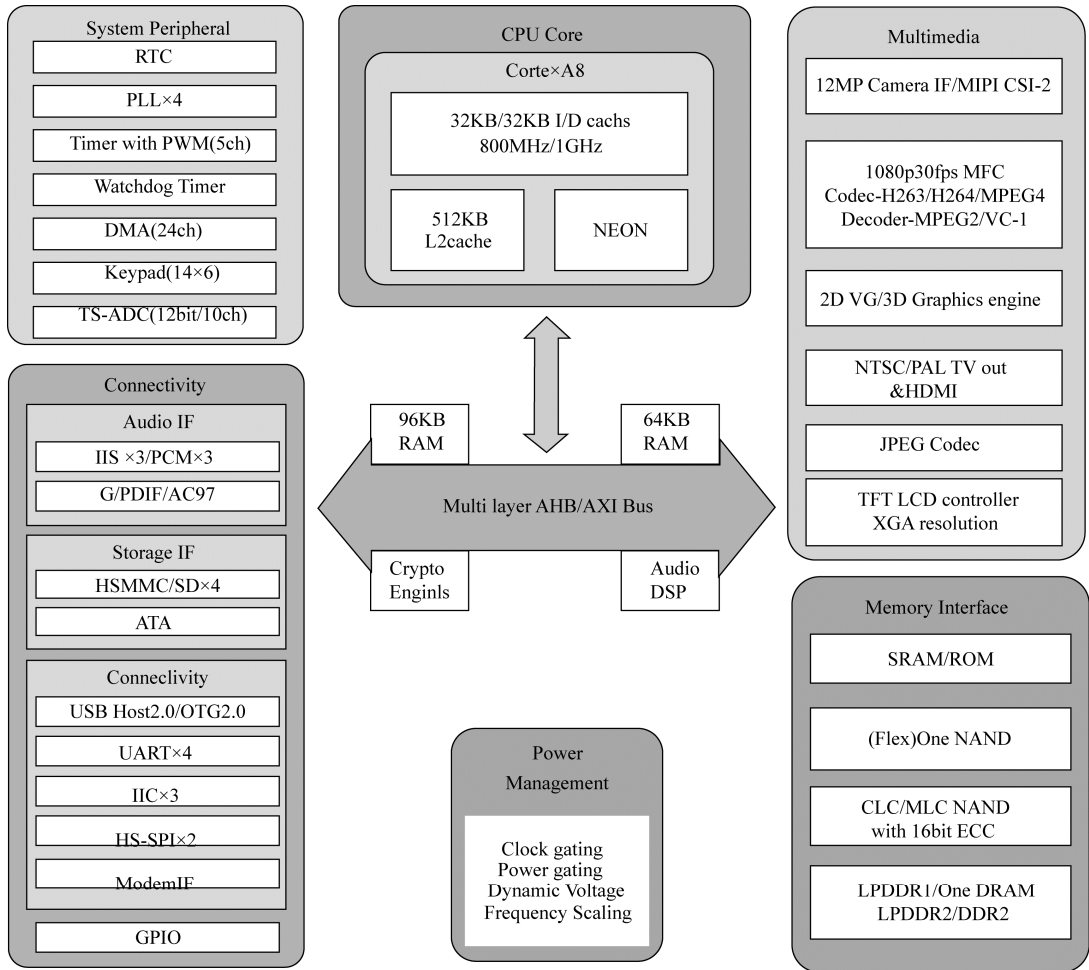 System Peripheral
RTC
PLL×4
Timer with PWM(5ch)
Watchdog Timer
DMA(24ch)
Keypad(14×6)
TS-ADC(12bit/10ch)
CPU Core
Corte×A8
32KB/32KB I/D cachs
800MHz/1GHz
512KB
L2cache
NEON
Multimedia
12MP Camera IF/MIPI CSI-2
1080p30fps MFC
Codec-H263/H264/MPEG4
Decoder-MPEG2/VC-1
2D VG/3D Graphics engine
NTSC/PAL TV out
&HDMI
JPEG Codec
TFT LCD controller
XGA resolution
Connectivity
Audio IF
IIS ×3/PCM×3
G/PDIF/AC97
Storage IF
HSMMC/SD×4
ATA
Conneclivity
USB Host2.0/OTG2.0
UART×4
IIC×3
HS-SPI×2
ModemIF
GPIO
96KB
RAM
64KB
RAM
Multi layer AHB/AXI Bus
Crypto
Enginls
Audio
DSP
Power
Management
Clock gating
Power gating
Dynamic Voltage
Frequency Scaling
Memory Interface
SRAM/ROM
(Flex)One NAND
CLC/MLC NAND
with 16bit ECC
LPDDR1/One DRAM
LPDDR2/DDR2